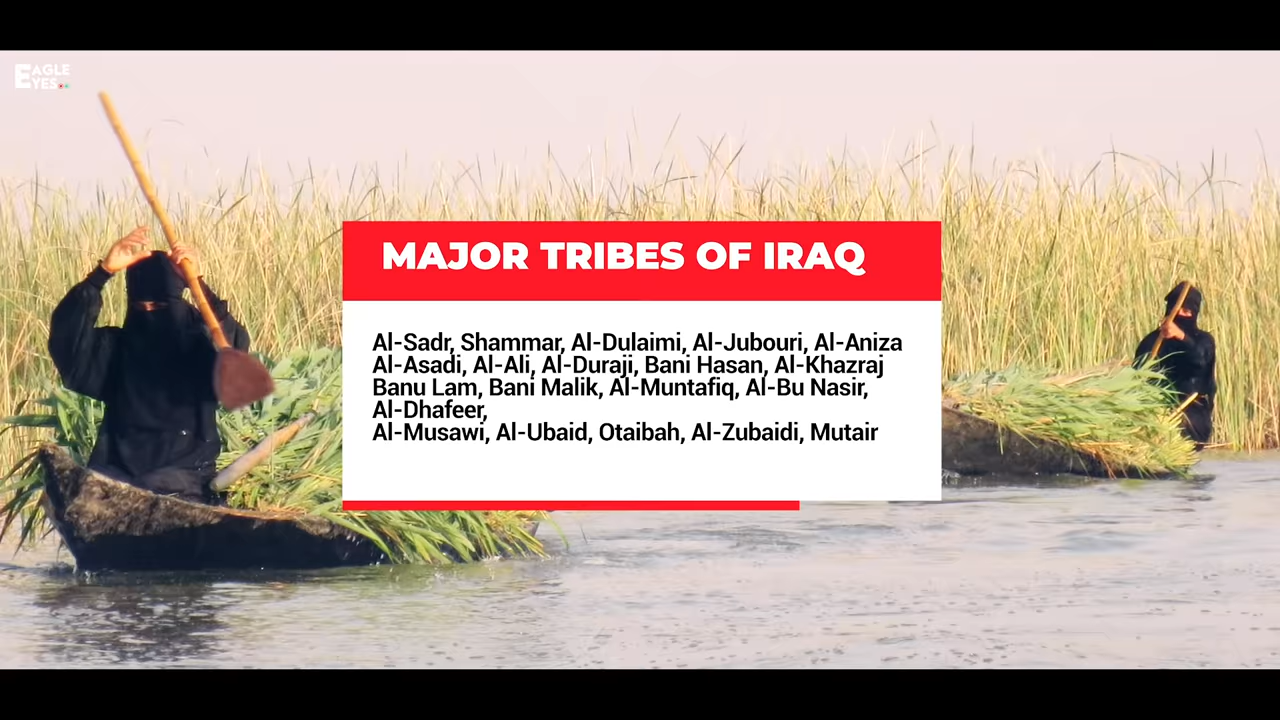 EAGLE
EYES
MAJOR TRIBES OF IRAQ
Al-Sadr, Shammar, Al-Dulaimi, Al-Jubouri, Al-Aniza
Al-Asadi, Al-Ali, Al-Duraji, Bani Hasan, Al-Khazraj
Banu Lam, Bani Malik, Al-Muntafiq, Al-Bu Nasir,
Al-Dhafeer,
Al-Musawi, Al-Ubaid, Otaibah, Al-Zubaidi, Mutair